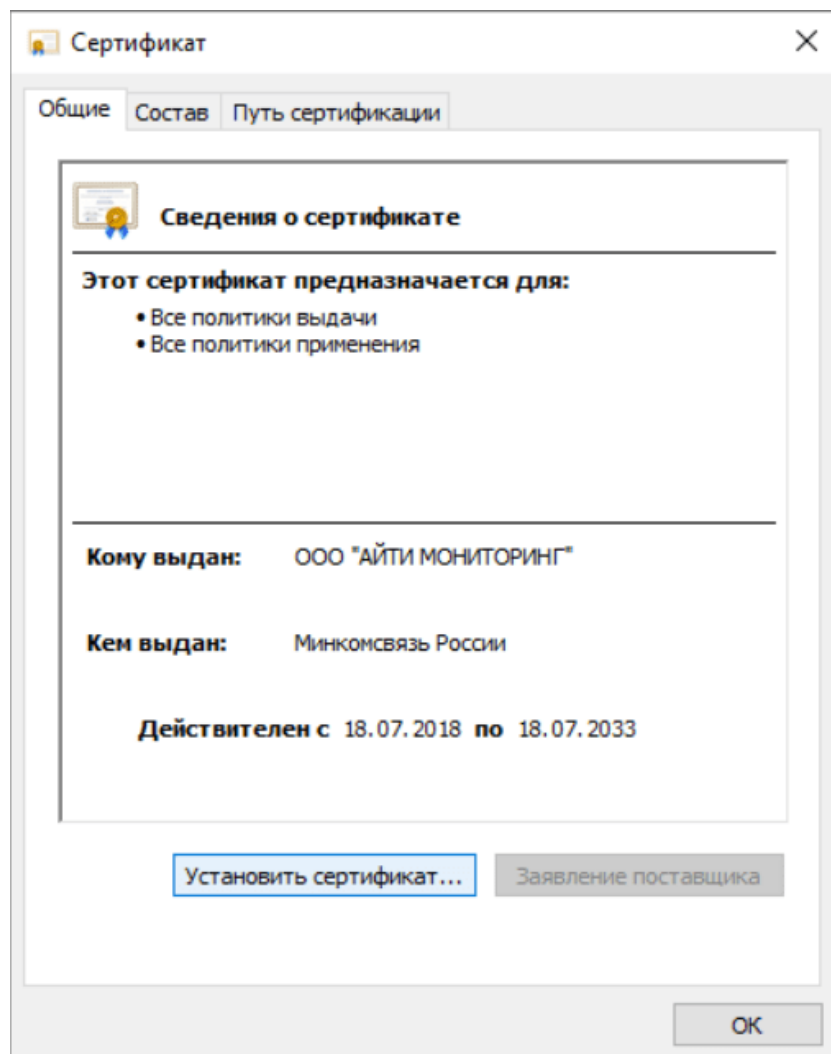 Сертификат
Общие Состав Путь сертификации
Сведения о сертификате
Этот сертификат предназначается для:
• Все политики выдачи
• Все политики применения
Кому выдан: ООО "АЙТИ МОНИТОРИНГ"
Кем выдан: Минкомсвязь России
Действителен с 18.07.2018 по 18.07.2033
Установить сертификат... Заявление поставщика
ОК